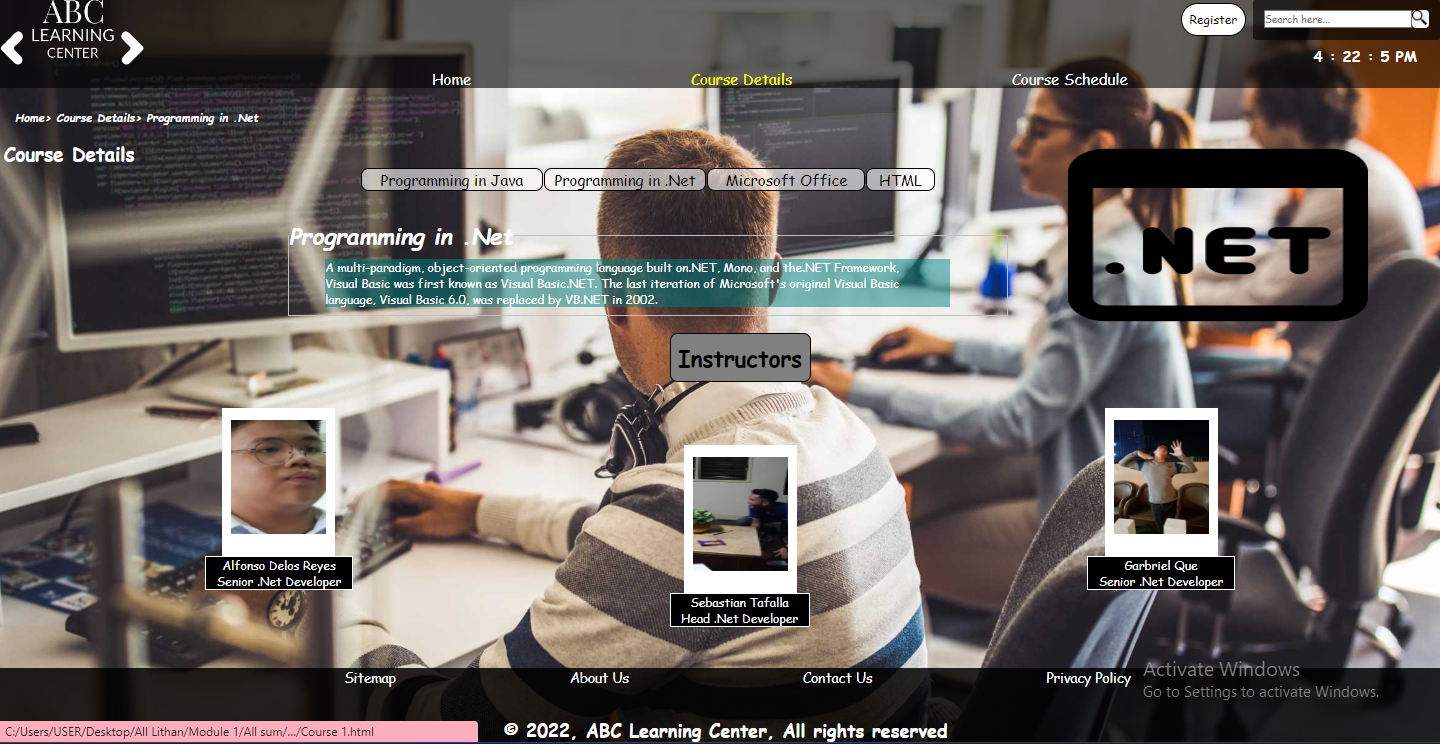 ABC
LEARNING
CENTER
Register
Search here...
4 : 22 : 5 PM
Home
Course Details
Course Schedule
Home> Course Details> Programming in .Net
Course Details
Programming in Java
Programming in .Net
Microsoft Office
HTML
.NET
Programming in .Net
A multi-paradigm, object-oriented programming language built on.NET, Mono, and the.NET Framework,
Visual Basic was first known as Visual Basic.NET. The last iteration of Microsoft's original Visual Basic
language, Visual Basic 6.0, was replaced by VB.NET in 2002.
Instructors
Alfonso Delos Reyes
Senior .Net Developer
Sebastian Tafalla
Head .Net Developer
Garbriel Que
Senior .Net Developer
Sitemap
About Us
Contact Us
Privacy Policy
Activate Windows
Go to Settings to activate Windows.
C:/Users/USER/Desktop/All Lithan/Module 1/All sum/.../Course 1.html
© 2022, ABC Learning Center, All rights reserved